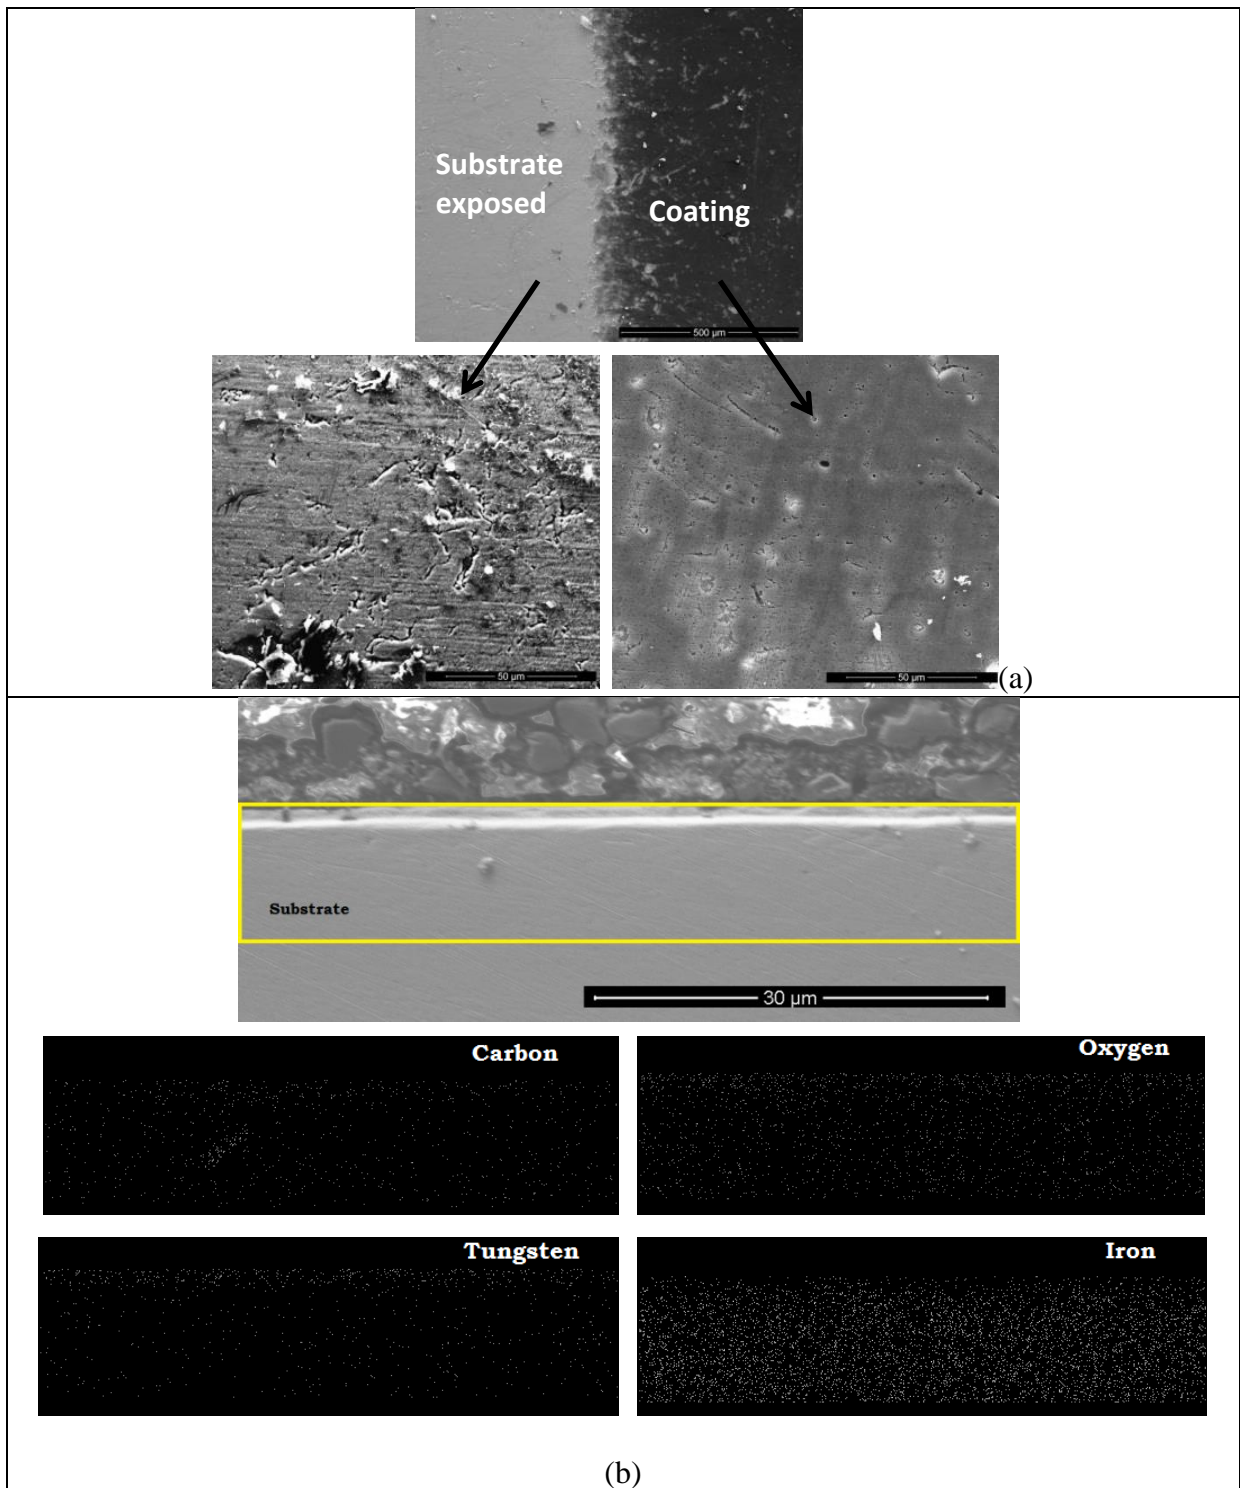 Substrate
exposed
Coating
500 µm
50 µm
50 µm
(a)
Substrate
30 µm
Carbon
Oxygen
Tungsten
Iron
(b)